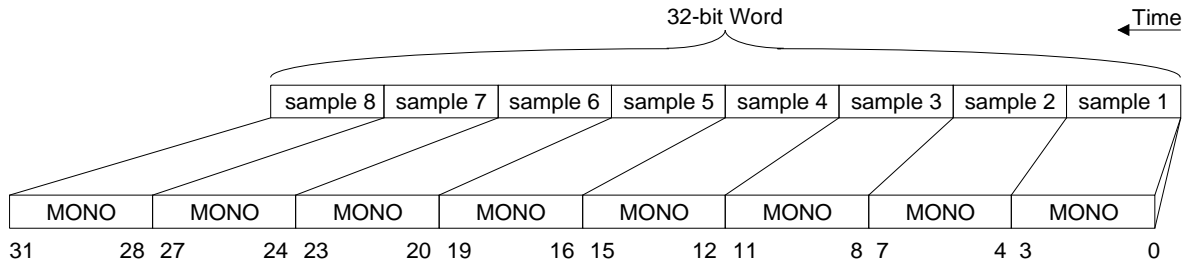 32-bit Word
Time
sample 8 sample 7 sample 6 sample 5 sample 4 sample 3 sample 2 sample 1
MONO MONO MONO MONO MONO MONO MONO MONO
31 28 27 24 23 20 19 16 15 12 11 8 7 4 3 0